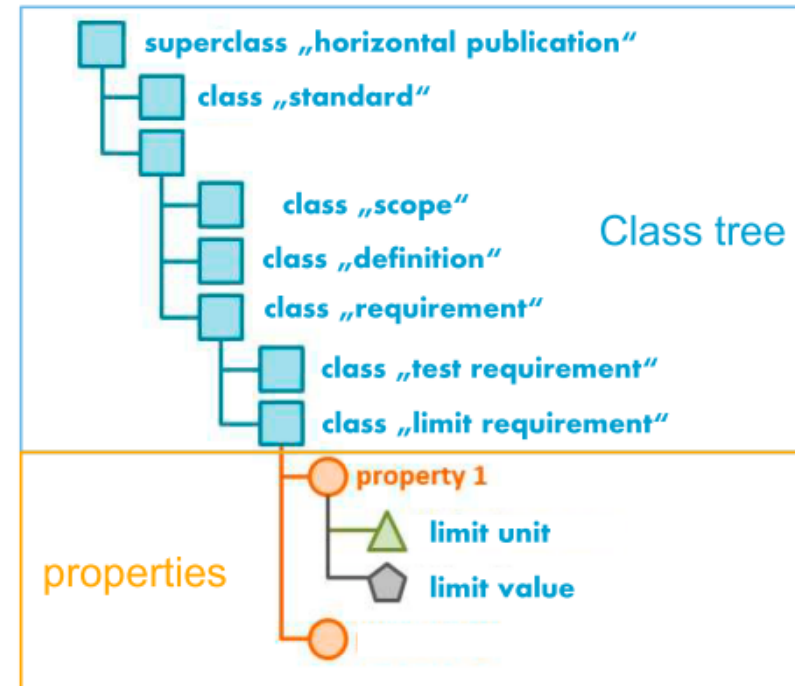 superclass „horizontal publication“
class „standard“
class „scope“
Class tree
class „definition“
class „requirement“
class „test requirement“
class „limit requirement“
property 1
limit unit
properties
limit value